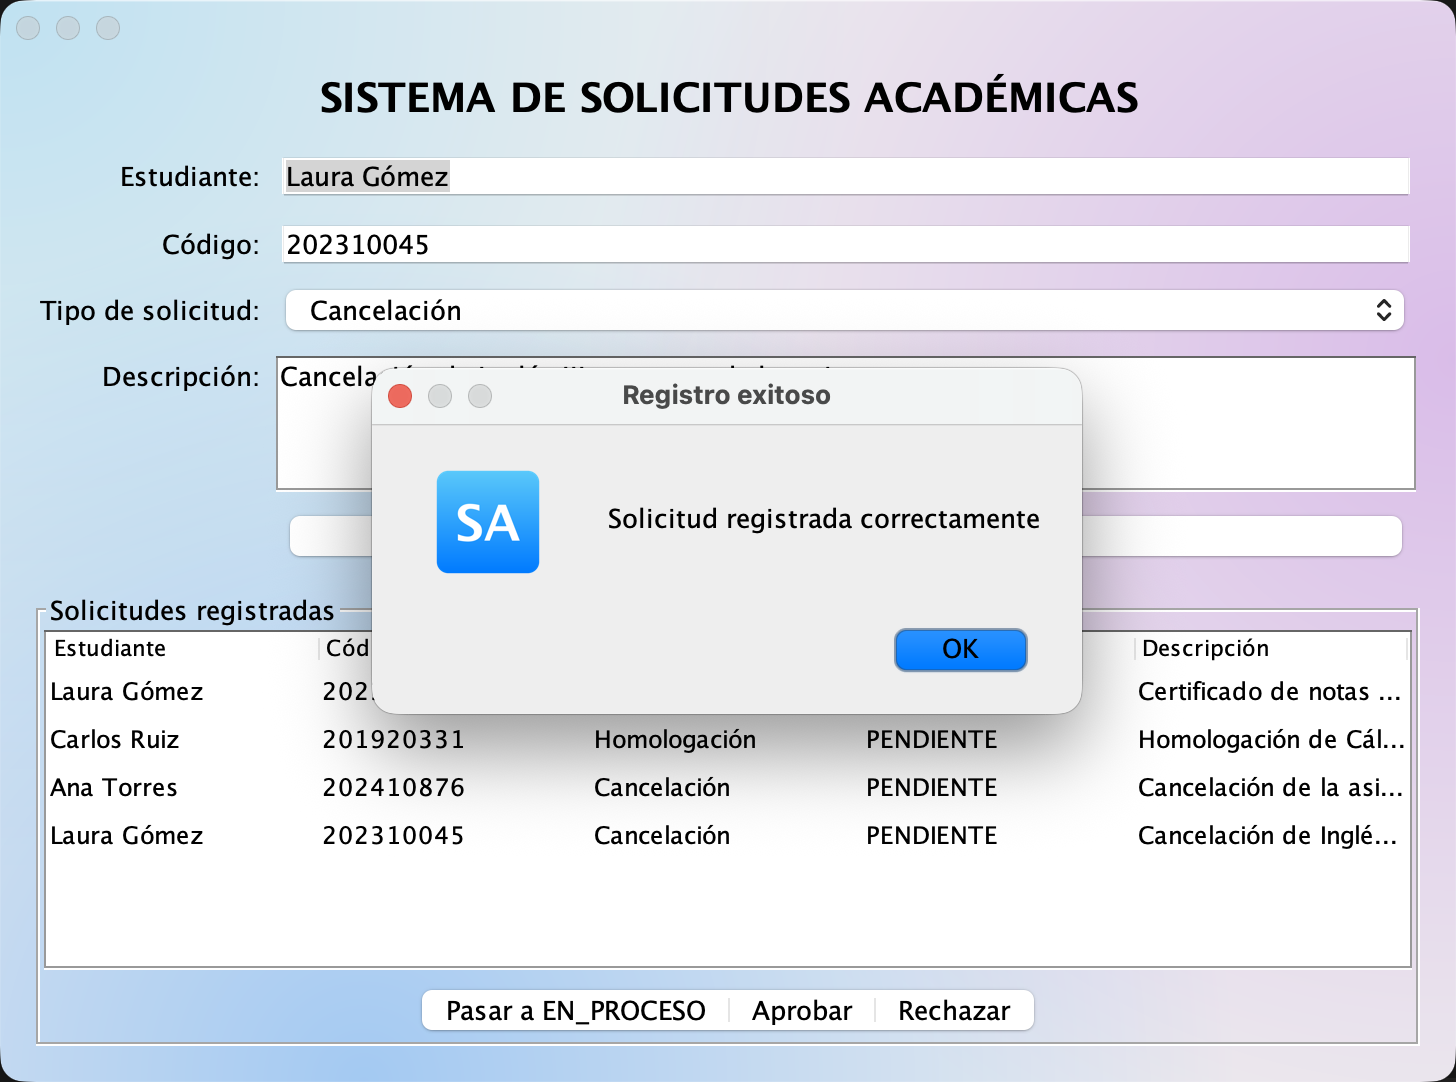 SISTEMA DE SOLICITUDES ACADÉMICAS
Estudiante: Laura Gómez
Código: 202310045
Tipo de solicitud: Cancelación
Descripción:
Registro exitoso
SA
Solicitud registrada correctamente
OK
Solicitudes registradas
Estudiante Descripción
Laura Gómez Certificado de notas ...
Carlos Ruiz 201920331 Homologación PENDIENTE Homologación de Cál...
Ana Torres 202410876 Cancelación PENDIENTE Cancelación de la asi...
Laura Gómez 202310045 Cancelación PENDIENTE Cancelación de Inglé...
Pasar a EN_PROCESO Aprobar Rechazar